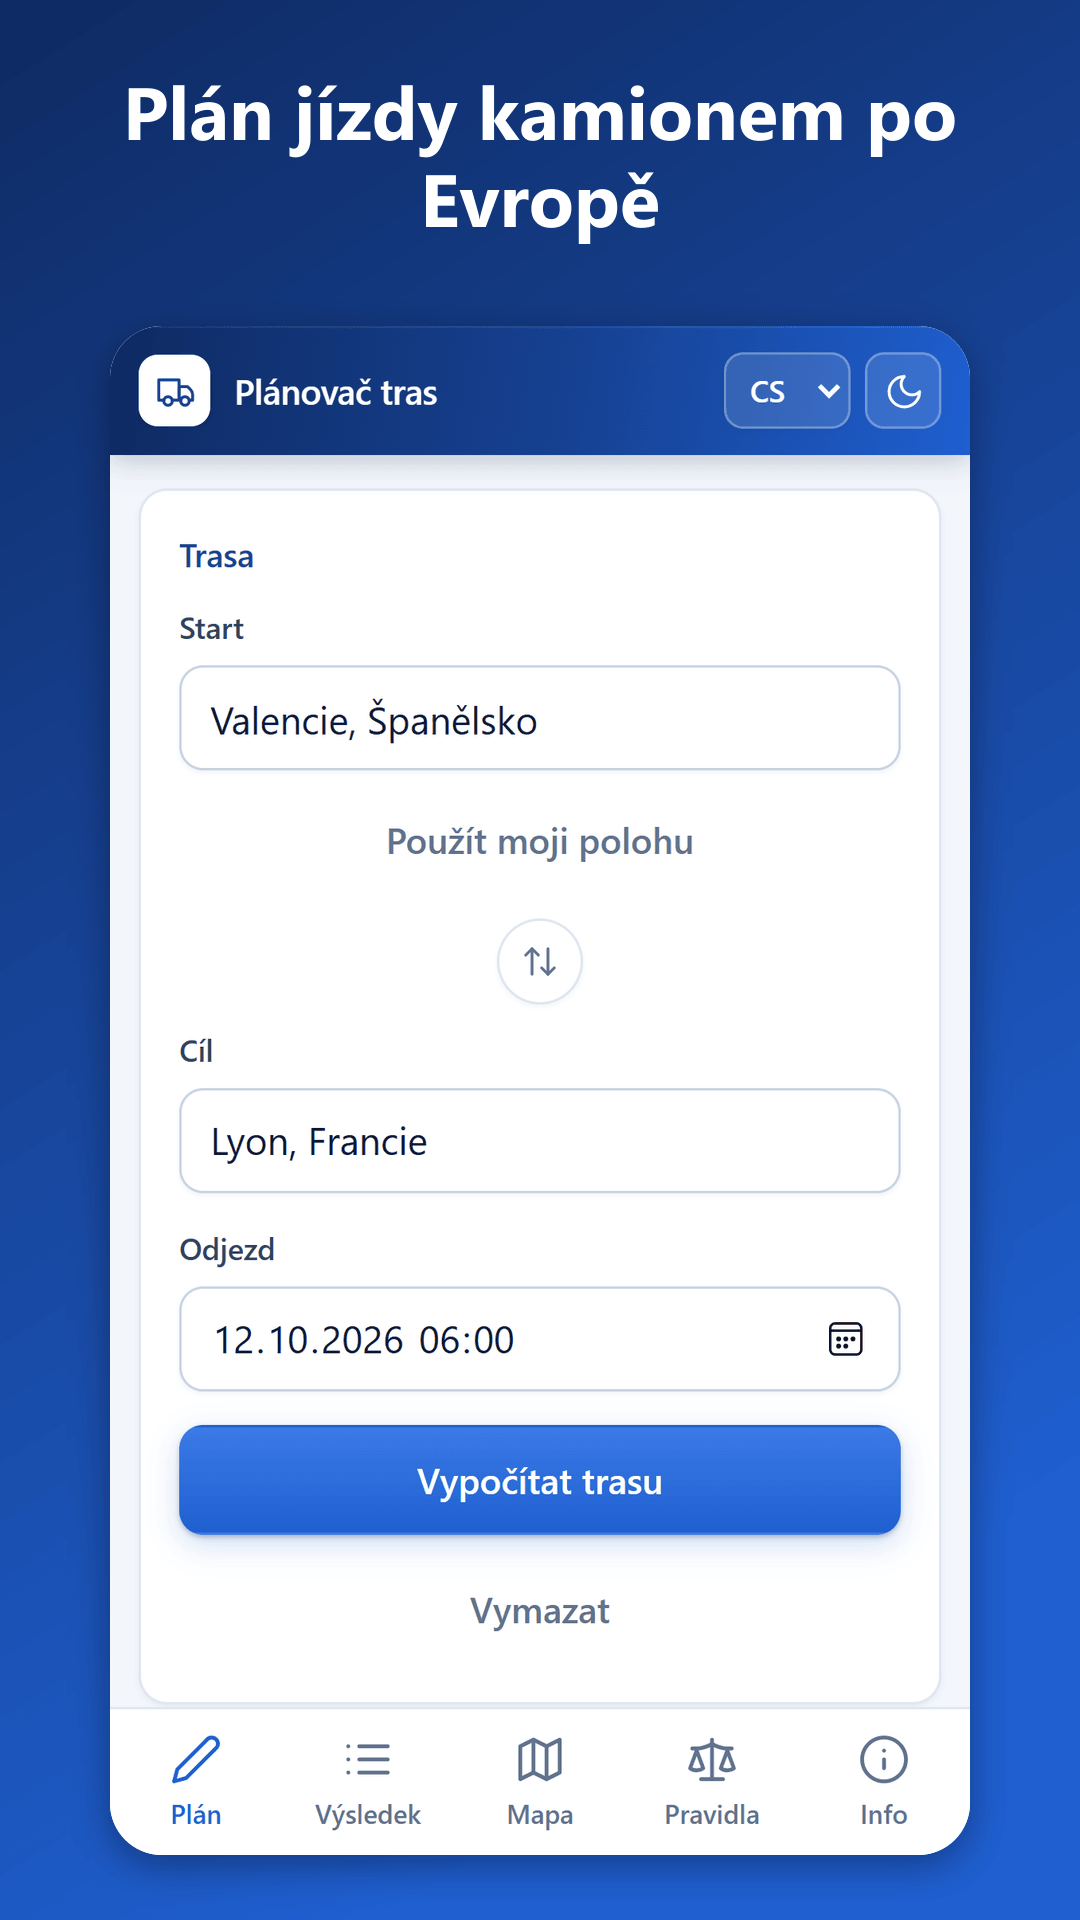 Plán jízdy kamionem po
Evropě
Plánovač tras
CS
Trasa
Start
Valencie, Španělsko
Použít moji polohu
Cíl
Lyon, Francie
Odjezd
12.10.2026 06:00
Vypočítat trasu
Vymazat
Plán
Výsledek
Mapa
Pravidla
Info